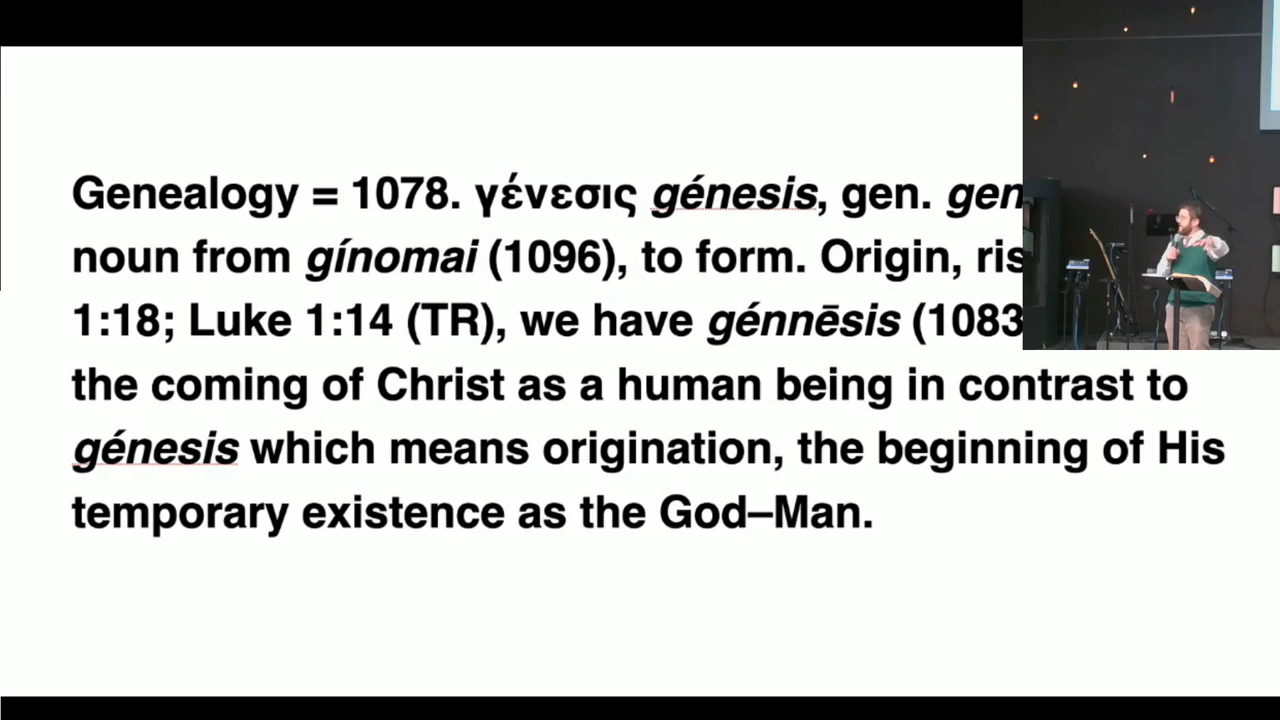 Genealogy = 1078. γένεσις génesis, gen.
noun from gínomai (1096), to form. Origin,
1:18; Luke 1:14 (TR), we have génnēsis (1083
the coming of Christ as a human being in contrast to
génesis which means origination, the beginning of His
temporary existence as the God–Man.